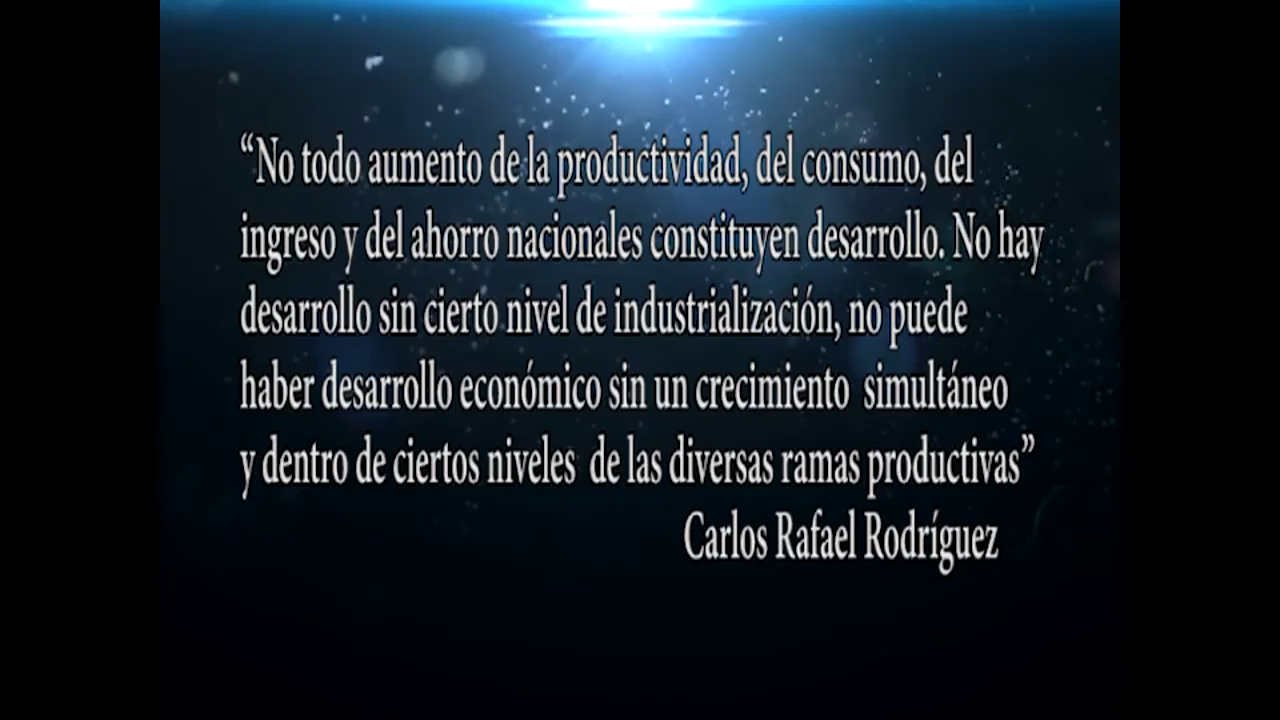 “No todo aumento de la productividad, del consumo, del
ingreso y del ahorro nacionales constituyen desarrollo. No hay
desarrollo sin cierto nivel de industrialización, no puede
haber desarrollo económico sin un crecimiento simultáneo
y dentro de ciertos niveles de las diversas ramas productivas”
Carlos Rafael Rodríguez